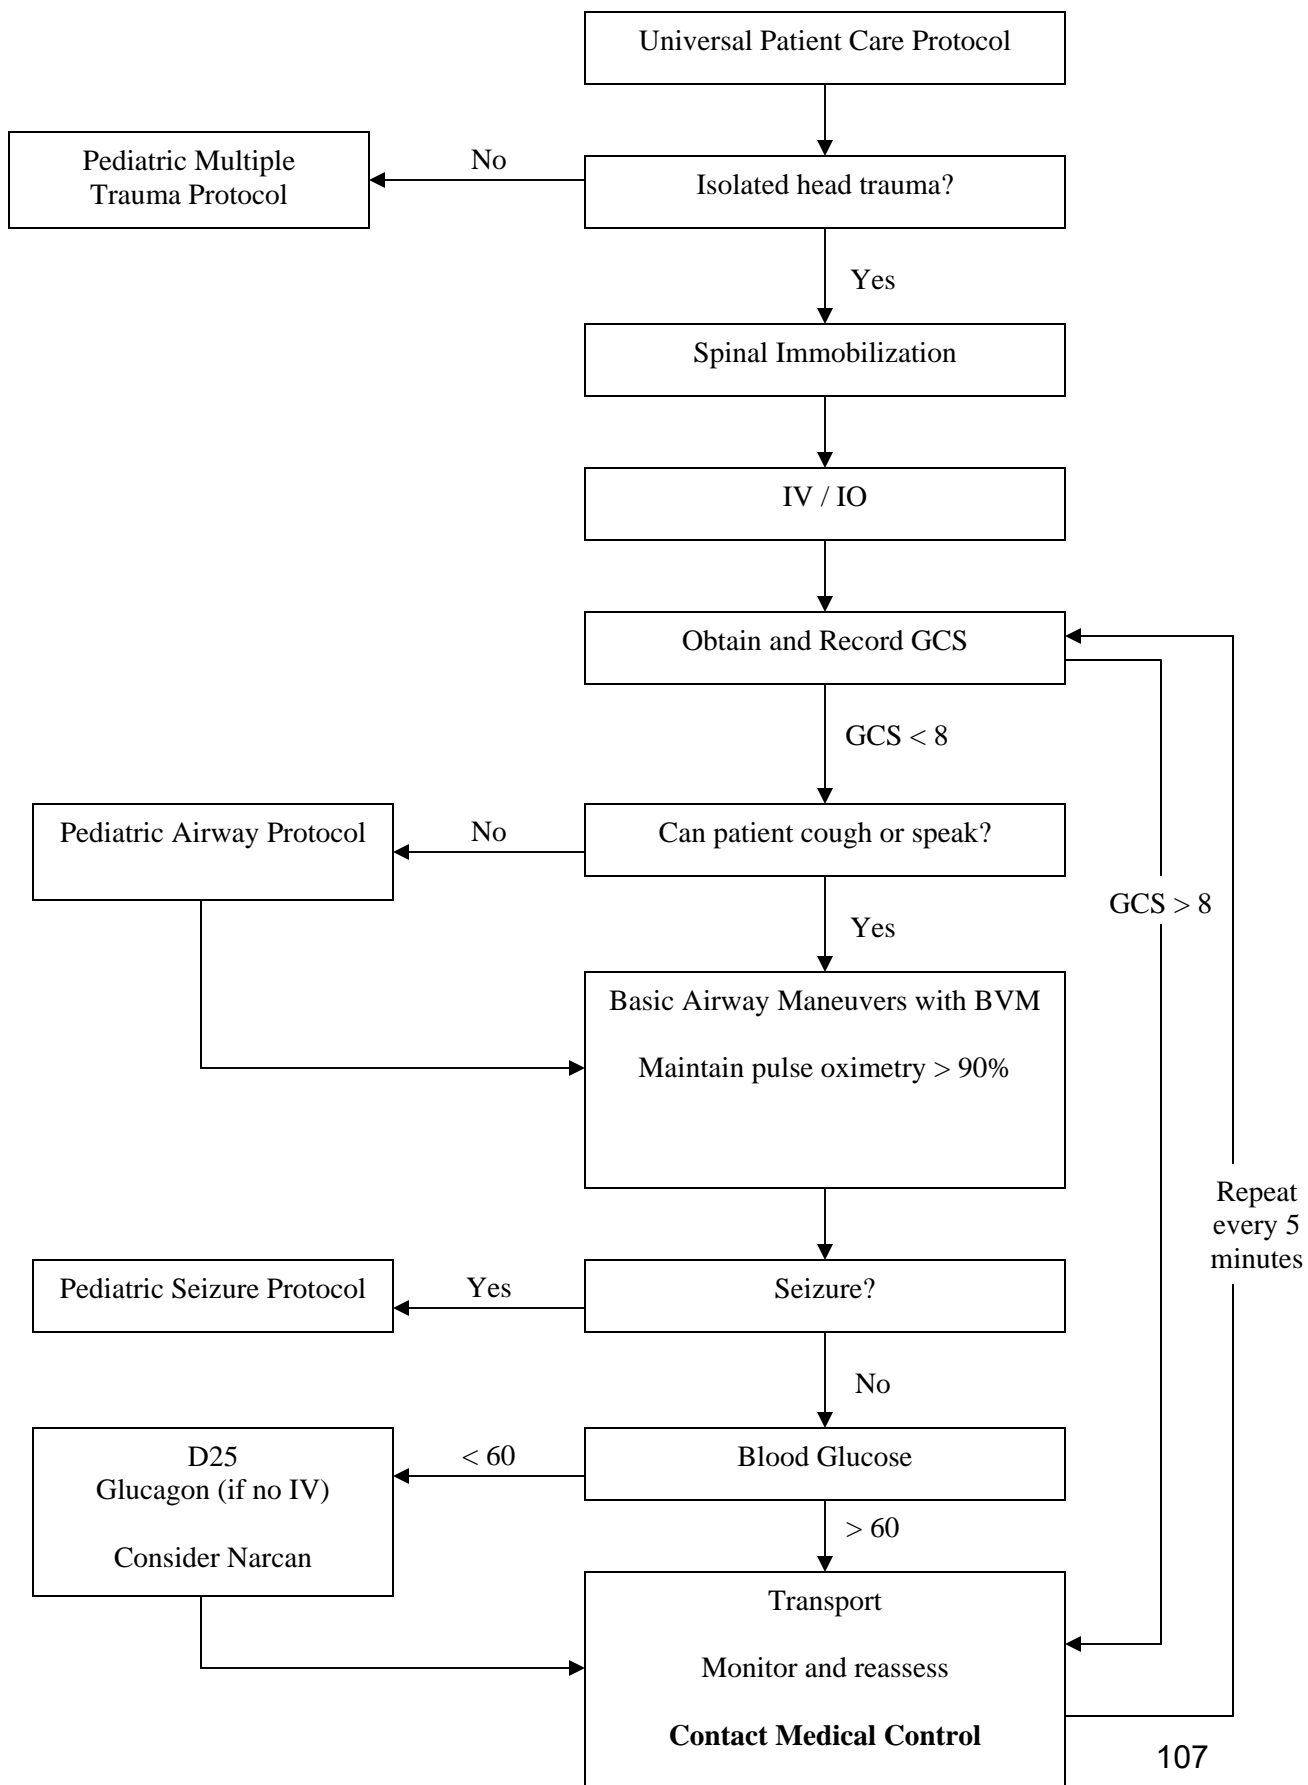 Universal Patient Care Protocol
Pediatric Multiple
Trauma Protocol
No
Isolated head trauma?
Yes
Spinal Immobilization
IV / IO
Obtain and Record GCS
GCS < 8
Pediatric Airway Protocol
No
Can patient cough or speak?
GCS > 8
Yes
Basic Airway Maneuvers with BVM
Maintain pulse oximetry > 90%
Repeat
every 5
minutes
Pediatric Seizure Protocol
Yes
Seizure?
No
D25
Glucagon (if no IV)
Consider Narcan
< 60
Blood Glucose
> 60
Transport
Monitor and reassess
Contact Medical Control
107